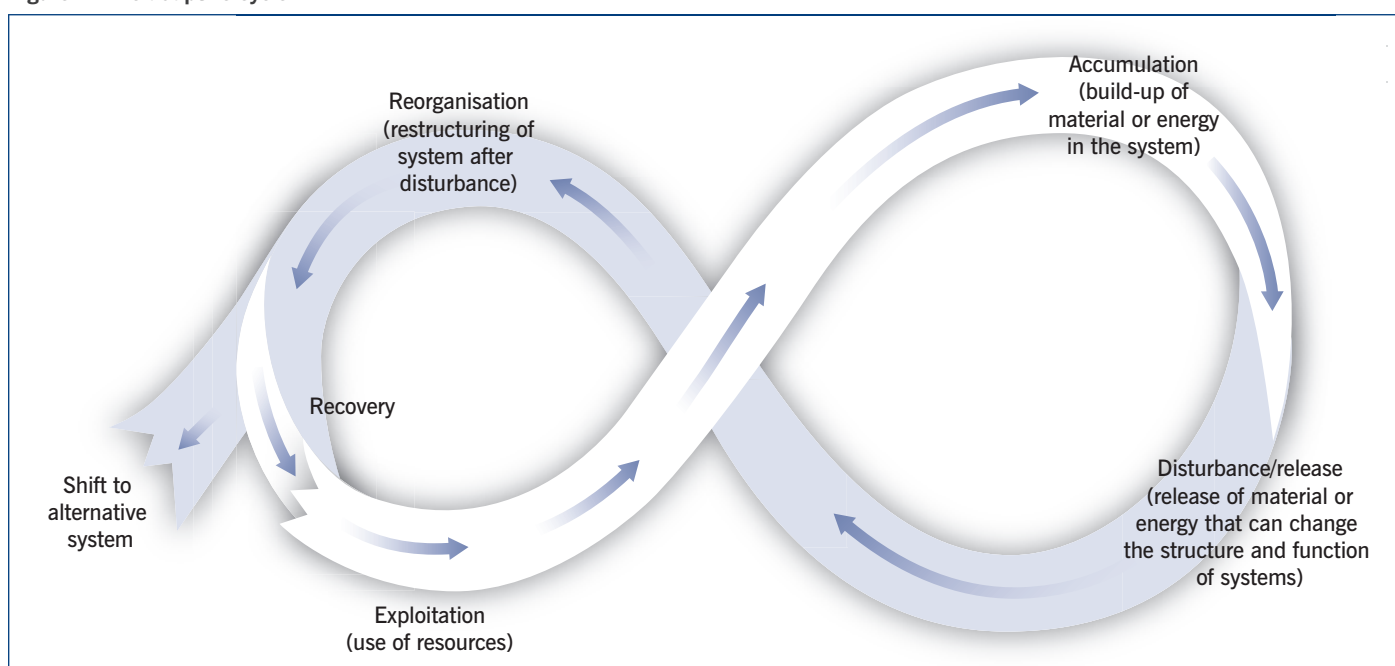 Reorganisation
(restructuring of
system after
disturbance)
Accumulation
(build-up of
material or energy
in the system)
Recovery
Shift to
alternative
system
Disturbance/release
(release of material or
energy that can change
the structure and function
of systems)
Exploitation
(use of resources)